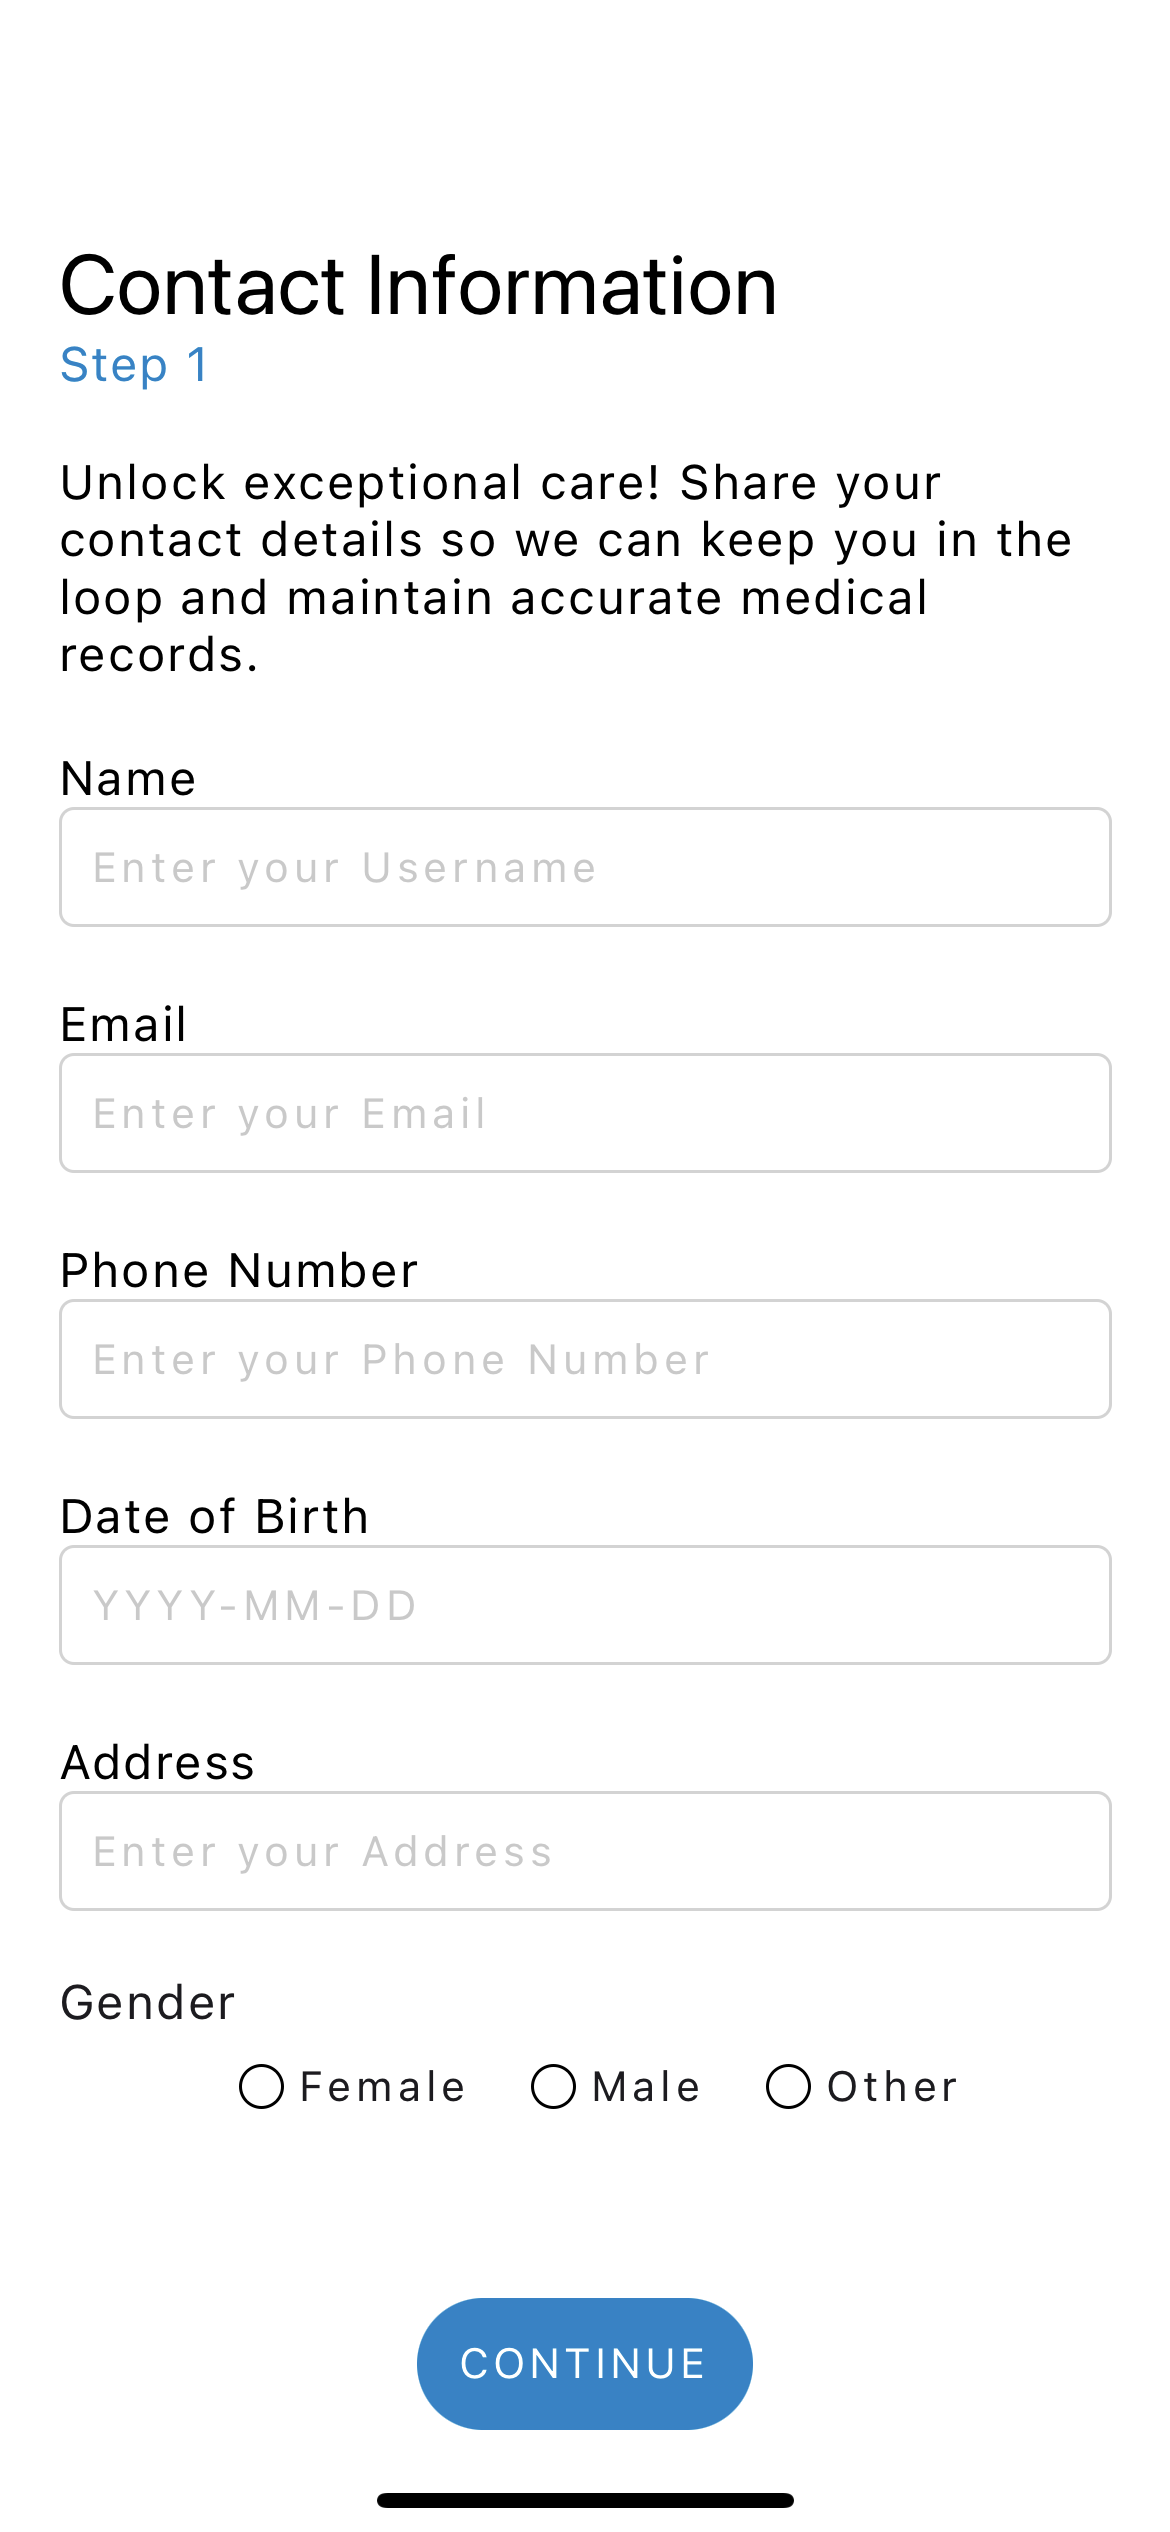 Contact Information
Step 1
Unlock exceptional care! Share your
contact details so we can keep you in the
loop and maintain accurate medical
records.
Name
Enter your Username
Email
Enter your Email
Phone Number
Enter your Phone Number
Date of Birth
YYYY-MM-DD
Address
Enter your Address
Gender
Female Male Other
CONTINUE